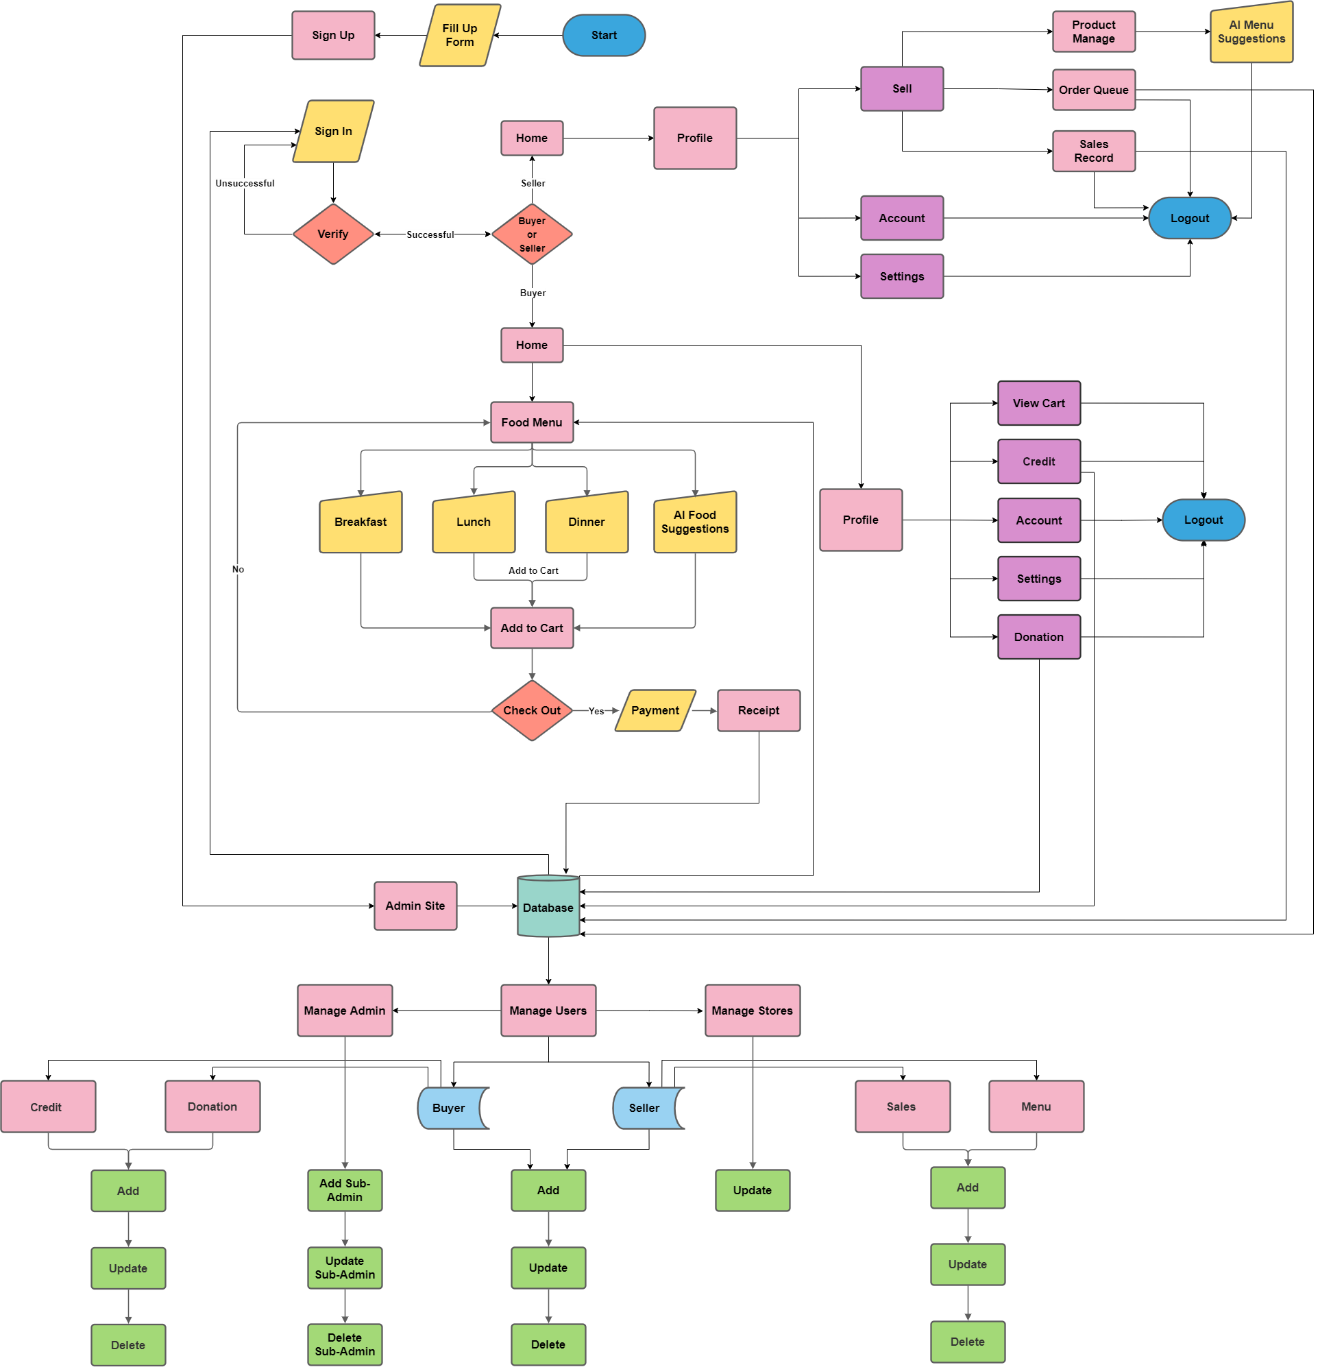 Sign Up
Fill Up
Form
Start
Product
Manage
AI Menu
Suggestions
Sell
Order Queue
Sign In
Home
Profile
Sales
Record
Unsuccessful
Seller
Verify
Successful
Buyer
or
Seller
Account
Logout
Settings
Buyer
Home
View Cart
Food Menu
Credit
Breakfast
Lunch
Dinner
AI Food
Suggestions
Profile
Account
Logout
No
Add to Cart
Settings
Add to Cart
Donation
Check Out
Yes
Payment
Receipt
Admin Site
Database
Manage Admin
Manage Users
Manage Stores
Credit
Donation
Buyer
Seller
Sales
Menu
Add
Add Sub-
Admin
Add
Update
Add
Update
Update
Sub-Admin
Update
Update
Delete
Delete
Sub-Admin
Delete
Delete